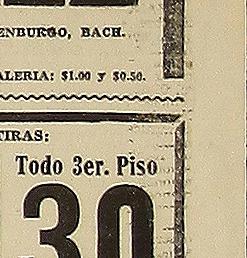 ENBURGO, BACH.
ALERIA: $1.00 y $0.50.
TIRAS:
Todo 3er. Piso
30